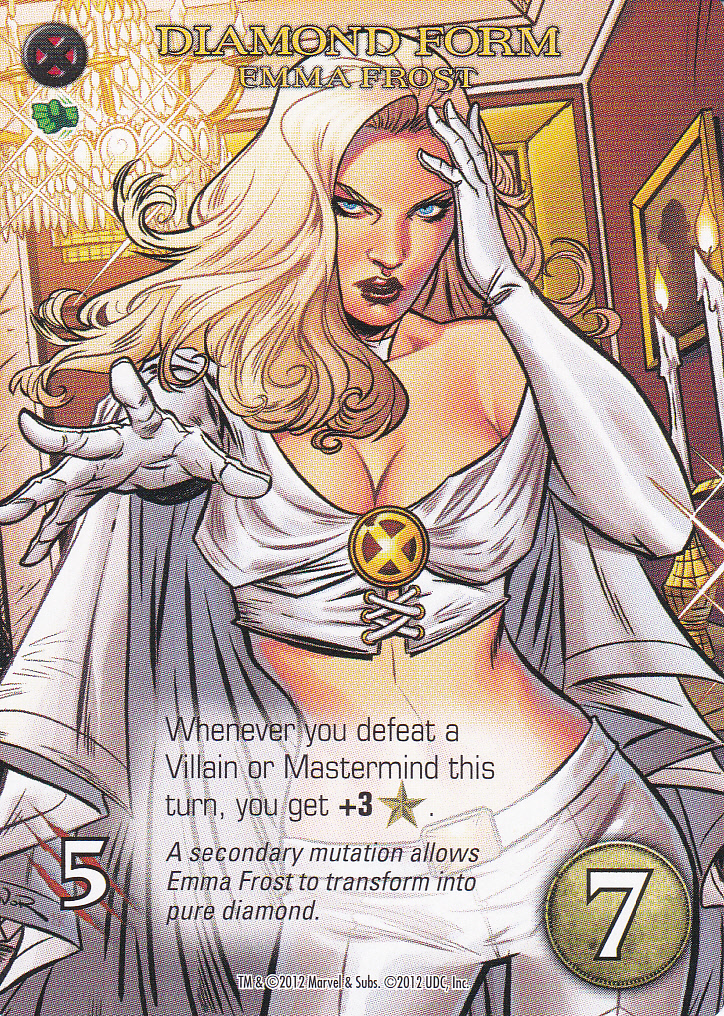 DIAMOND FORM
EMMA FROST
Whenever you defeat a
Villain or Mastermind this
turn, you get +3 .
A secondary mutation allows
Emma Frost to transform into
pure diamond.
5
7
TM & ©2012 Marvel & Subs. ©2012 UDC, Inc.